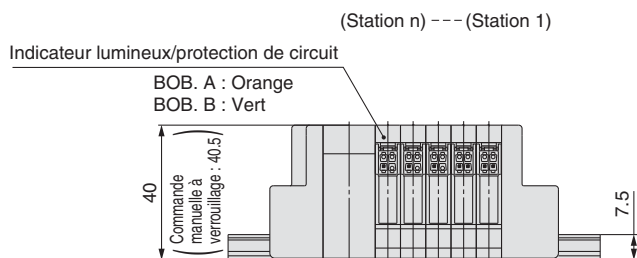 (Station n) --- (Station 1)
Indicateur lumineux/protection de circuit
BOB. A : Orange
BOB. B : Vert
40
(Commande
manuelle à
verrouillage : 40.5)
7.5